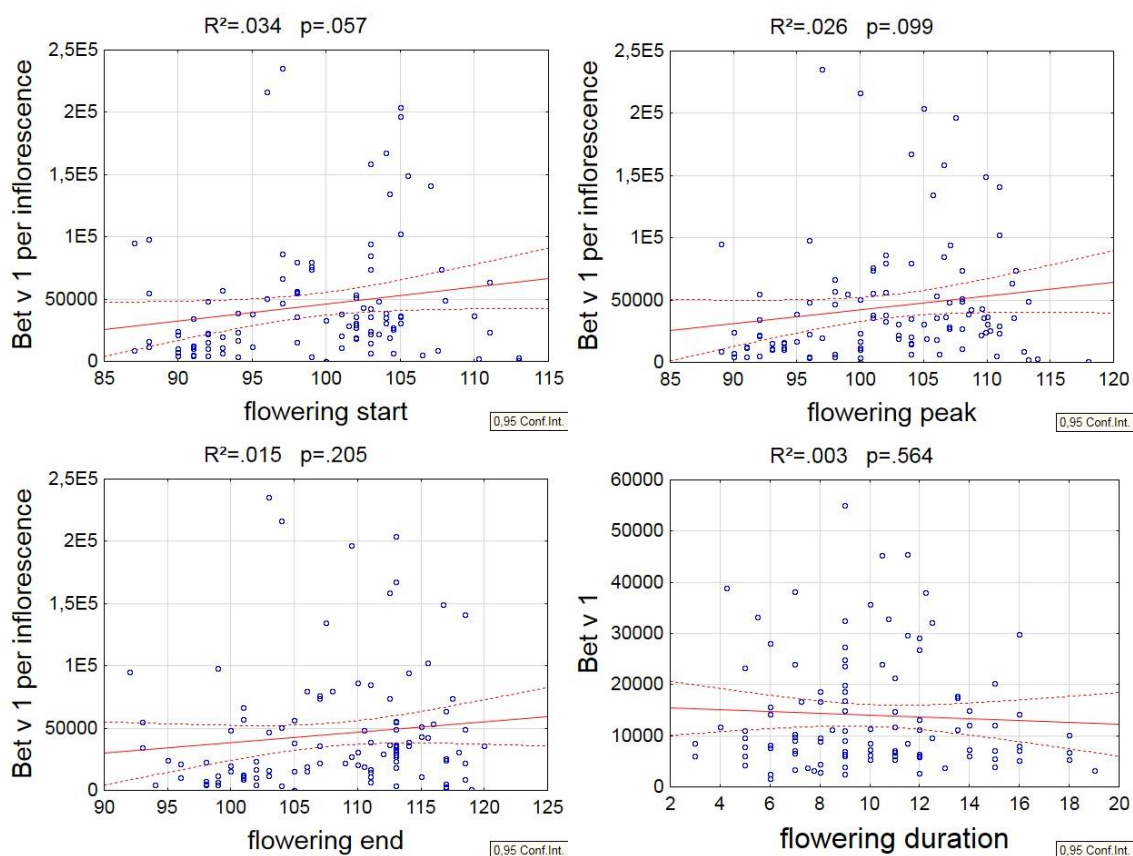 R²=.034 p=.057
2,5E5
2E5
1,5E5
1E5
50000
0
85 90 95 100 105 110 115
Bet v 1 per inflorescence
flowering start
0,95 Conf.Int.
R²=.026 p=.099
2,5E5
2E5
1,5E5
1E5
50000
0
85 90 95 100 105 110 115 120
Bet v 1 per inflorescence
flowering peak
0,95 Conf.Int.
R²=.015 p=.205
2,5E5
2E5
1,5E5
1E5
50000
0
90 95 100 105 110 115 120 125
Bet v 1 per inflorescence
flowering end
0,95 Conf.Int.
R²=.003 p=.564
60000
50000
40000
30000
20000
10000
0
2 4 6 8 10 12 14 16 18 20
Bet v 1
flowering duration
0,95 Conf.Int.